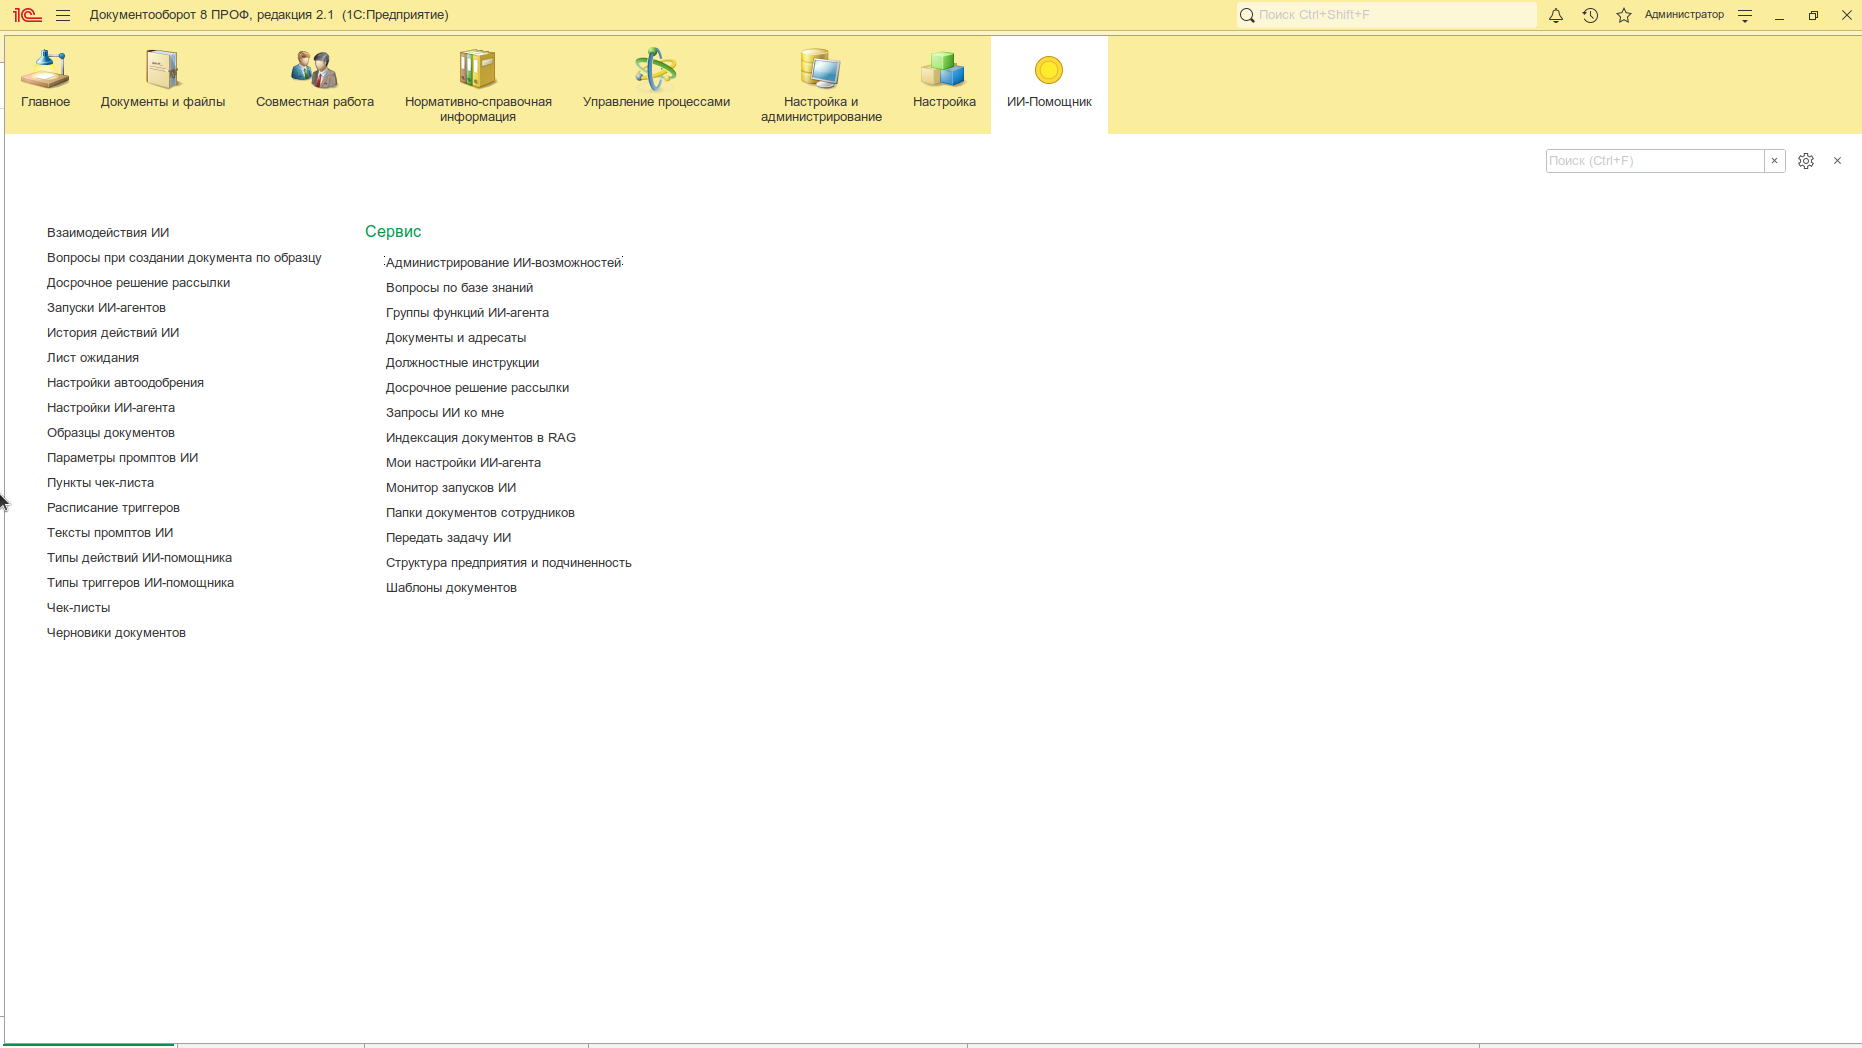 1С Документооборот 8 ПРОФ, редакция 2.1 (1С:Предприятие) Поиск Ctrl+Shift+F Администратор
Главное
Документы и файлы
Совместная работа
Нормативно-справочная
информация
Управление процессами
Настройка и
администрирование
Настройка
ИИ-Помощник
Поиск (Ctrl+F)
Взаимодействия ИИ
Вопросы при создании документа по образцу
Досрочное решение рассылки
Запуски ИИ-агентов
История действий ИИ
Лист ожидания
Настройки автоодобрения
Настройки ИИ-агента
Образцы документов
Параметры промптов ИИ
Пункты чек-листа
Расписание триггеров
Тексты промптов ИИ
Типы действий ИИ-помощника
Типы триггеров ИИ-помощника
Чек-листы
Черновики документов
Сервис
Администрирование ИИ-возможностей
Вопросы по базе знаний
Группы функций ИИ-агента
Документы и адресаты
Должностные инструкции
Досрочное решение рассылки
Запросы ИИ ко мне
Индексация документов в RAG
Мои настройки ИИ-агента
Монитор запусков ИИ
Папки документов сотрудников
Передать задачу ИИ
Структура предприятия и подчиненность
Шаблоны документов